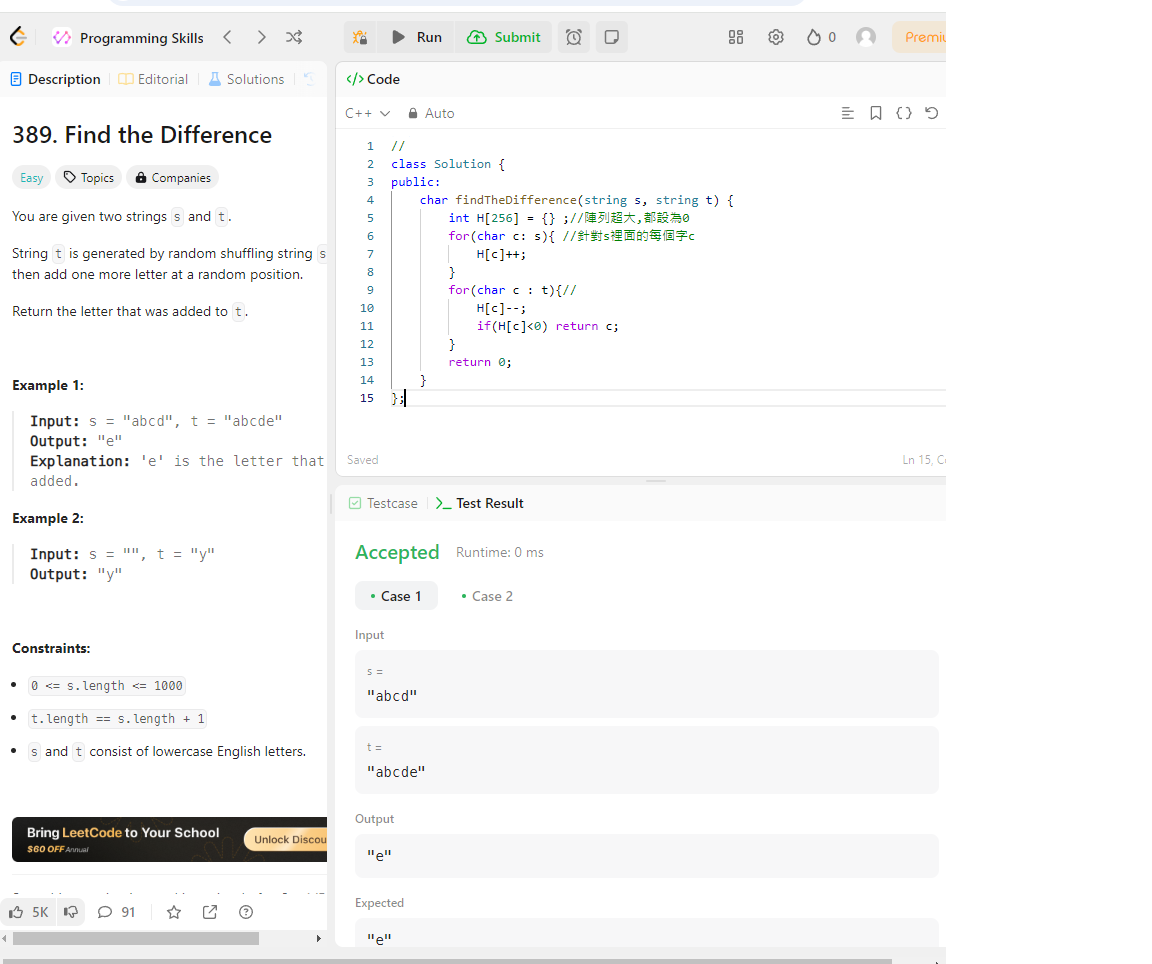 Programming Skills
Run
Submit
0
Premiu
Description
Editorial
Solutions
389. Find the Difference
Easy
Topics
Companies
You are given two strings s and t.
String t is generated by random shuffling string s
then add one more letter at a random position.
Return the letter that was added to t.
Example 1:
Input: s = "abcd", t = "abcde"
Output: "e"
Explanation: 'e' is the letter that
added.
Example 2:
Input: s = "", t = "y"
Output: "y"
Constraints:
0 <= s.length <= 1000
t.length == s.length + 1
s and t consist of lowercase English letters.
Bring LeetCode to Your School
$60 OFF Annual
Unlock Discou
5K
91
</> Code
C++
Auto
1 //
2 class Solution {
3 public:
4 char findTheDifference(string s, string t) {
5 int H[256] = {} ;//陣列超大,都設為0
6 for(char c: s){ //針對s裡面的每個字c
7 H[c]++;
8 }
9 for(char c : t){//
10 H[c]--;
11 if(H[c]<0) return c;
12 }
13 return 0;
14 }
15 };
Saved
Ln 15, Co
Testcase
Test Result
Accepted
Runtime: 0 ms
Case 1
Case 2
Input
s =
"abcd"
t =
"abcde"
Output
"e"
Expected
"e"